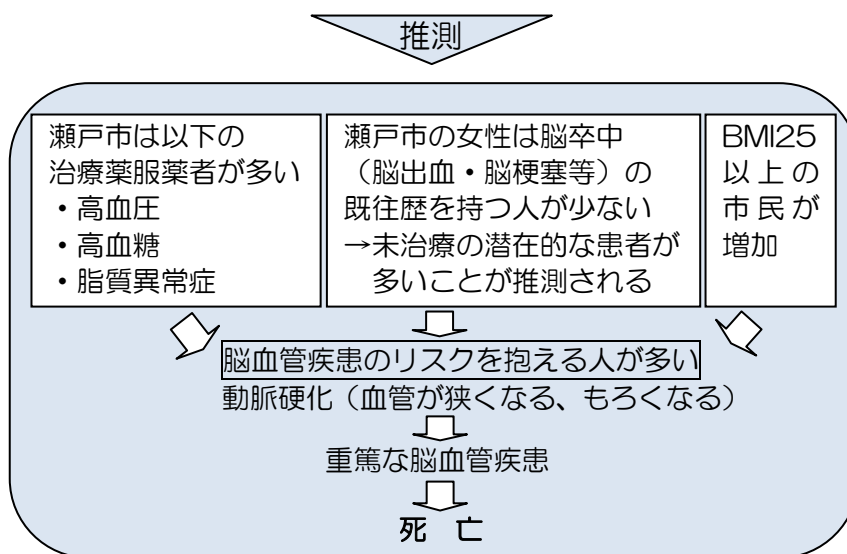 推測
瀬戸市は以下の
治療薬服薬者が多い
・高血圧
・高血糖
・脂質異常症
瀬戸市の女性は脳卒中
（脳出血・脳梗塞等）の
既往歴を持つ人が少ない
→未治療の潜在的な患者が
多いことが推測される
BMI25
以上の
市民が
増加
脳血管疾患のリスクを抱える人が多い
動脈硬化（血管が狭くなる、もろくなる）
重篤な脳血管疾患
死　亡